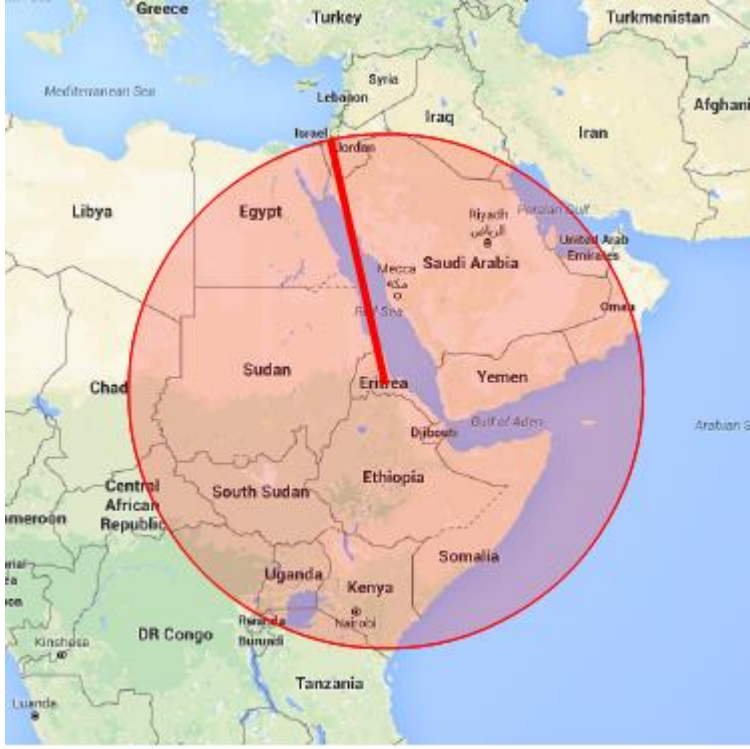 Greece
Turkey
Turkmenistan
Syria
Mediterranean Sea
Lebanon
Afghani
Iraq
Israel
Iran
Jordan
Libya
Egypt
Riyadh
الرياض
Persian Gulf
United Arab
Emirates
Saudi Arabia
Mecca
مكة
Red Sea
Oman
Sudan
Chad
Eritrea
Yemen
Gulf of Aden
Djibouti
Arabian S
Ethiopia
Central
African
Republic
South Sudan
ameroon
Somalia
Uganda
Kenya
Rwanda
Nairobi
Burundi
DR Congo
Kinshasa
Tanzania
Luanda